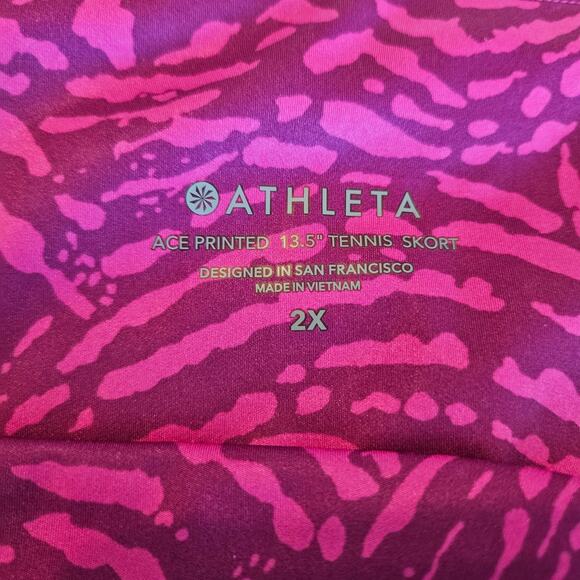 ATHLETA
ACE PRINTED 13.5" TENNIS SKORT
DESIGNED IN SAN FRANCISCO
MADE IN VIETNAM
2X